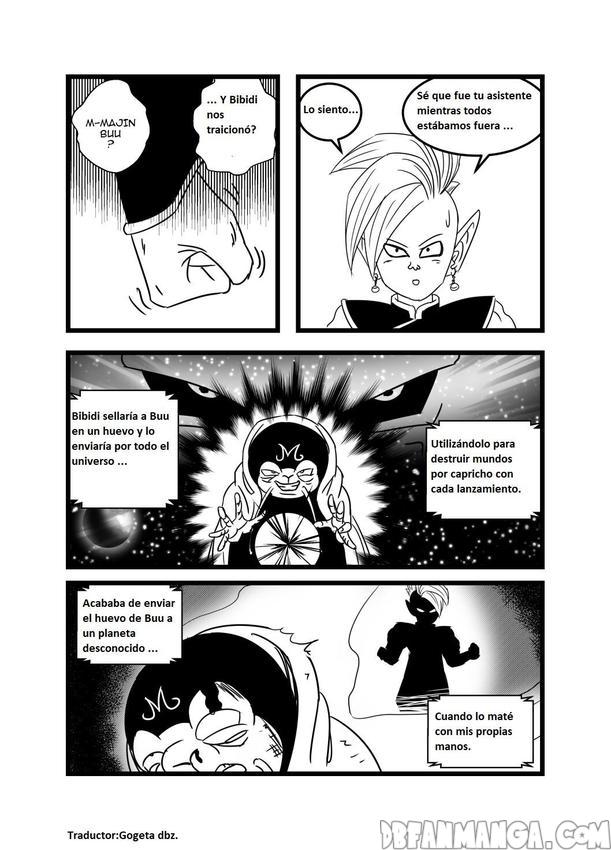 M-MAJIN
BUU
?
... Y Bibidi
nos
traicionó?
Lo siento...
Sé que fue tu asistente
mientras todos
estábamos fuera ...
Bibidi sellaría a Buu
en un huevo y lo
enviaría por todo el
universo ...
M
Utilizándolo para
destruir mundos
por capricho con
cada lanzamiento.
Acababa de enviar
el huevo de Buu a
un planeta
desconocido ...
M
Cuando lo maté
con mis propias
manos.
Traductor:Gogeta dbz.
DBFANMANGA.COM